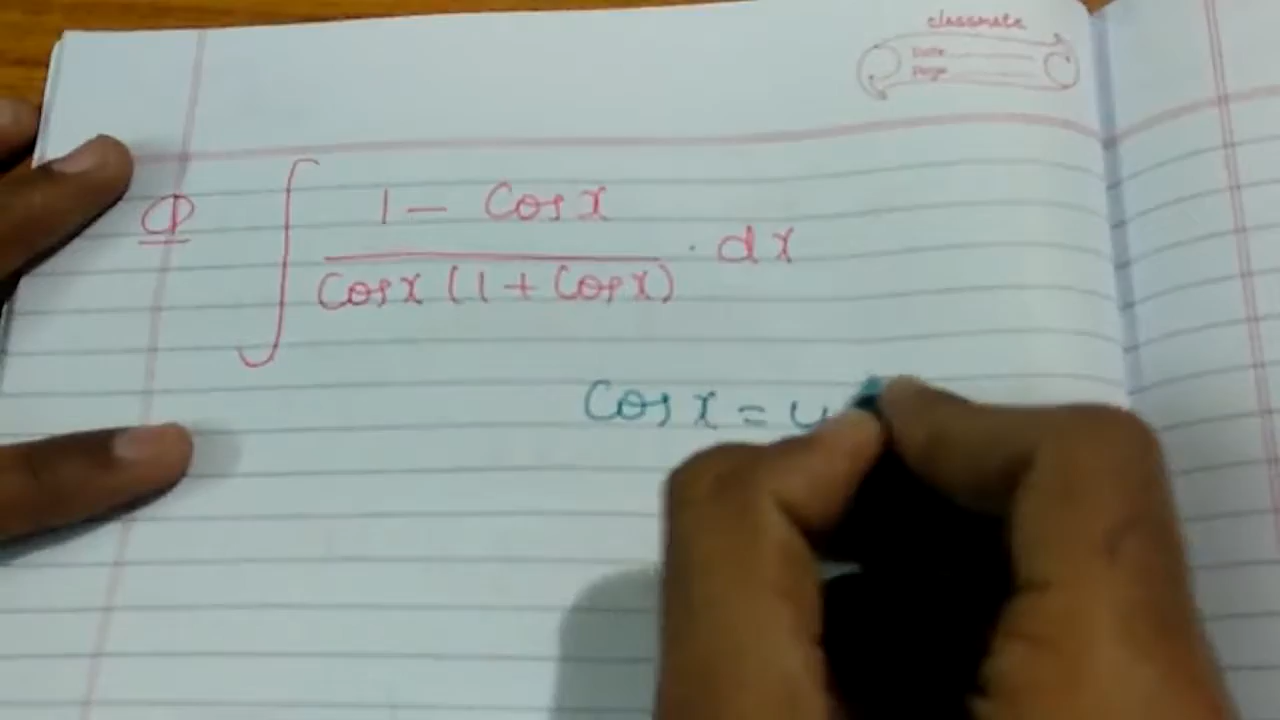 classmate
Date
Page
Q ∫ 1 - Cos x / Cos x (1 + Cos x) . dx
Cos x = y